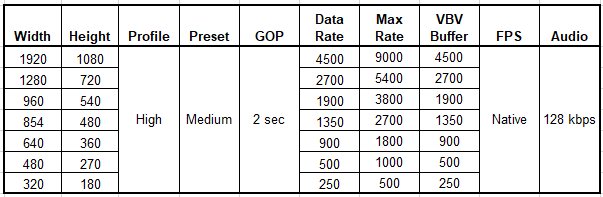 Width Height Profile Preset GOP Data Rate Max Rate VBV Buffer FPS Audio
1920 1080 4500 9000 4500
1280 720 2700 5400 2700
960 540 1900 3800 1900
854 480 High Medium 2 sec 1350 2700 1350 Native 128 kbps
640 360 900 1800 900
480 270 500 1000 500
320 180 250 500 250